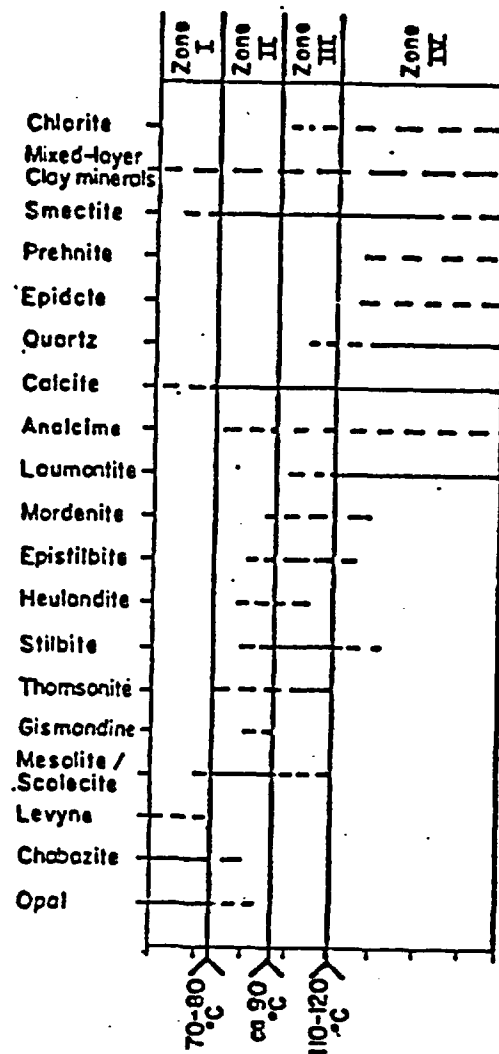 Zone I
Zone II
Zone III
Zone IV
Chlorite
Mixed-layer
Clay minerals
Smectite
Prehnite
Epidote
Quartz
Calcite
Analcime
Laumontite
Mordenite
Epistilbite
Heulandite
Stilbite
Thomsonite
Gismondine
Mesolite /
Scolecite
Levyne
Chabazite
Opal
70-80
°C
ca 90
°C
110-120
°C